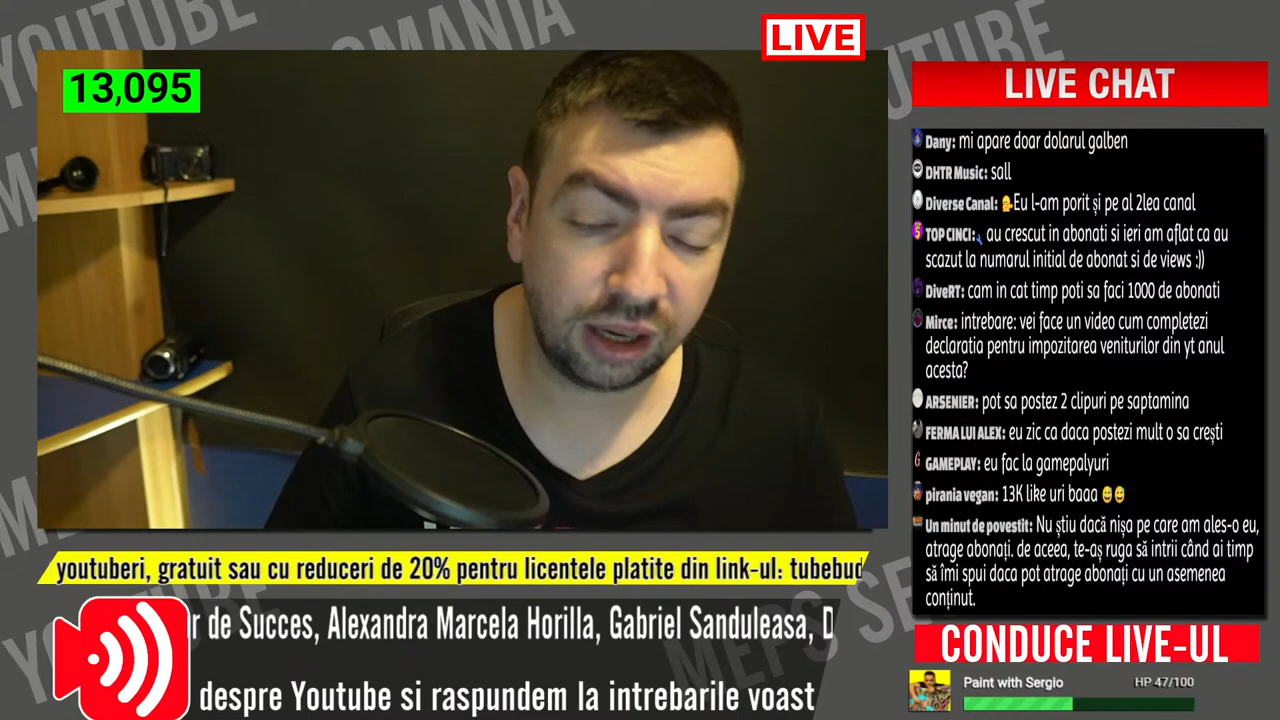 YOUTUBE
ROMANIA
YOUTUBE
LIVE
13,095
LIVE CHAT
Dany: mi apare doar dolarul galben
DHTR Music: sall
Diverse Canal: Eu l-am porit și pe al 2lea canal
TOP CINCI: au crescut in abonati si ieri am aflat ca au
scazut la numarul initial de abonat si de views :))
DiveRT: cam in cat timp poti sa faci 1000 de abonati
Mirce: intrebare: vei face un video cum completezi
declaratia pentru impozitarea veniturilor din yt anul
acesta?
ARSENIER: pot sa postez 2 clipuri pe saptamina
FERMA LUI ALEX: eu zic ca daca postezi mult o sa crești
GAMEPLAY: eu fac la gamepalyuri
pirania vegan: 13K like uri baaa 😅😅
Un minut de povestit: Nu știu dacă nișa pe care am ales-o eu,
atrage abonați. de aceea, te-aș ruga să intrii când ai timp
să îmi spui daca pot atrage abonați cu un asemenea
conținut.
youtuberi, gratuit sau cu reduceri de 20% pentru licentele platite din link-ul: tubebud
r de Succes, Alexandra Marcela Horilla, Gabriel Sanduleasa, D
despre Youtube si raspundem la intrebarile voast
CONDUCE LIVE-UL
Paint with Sergio HP 47/100